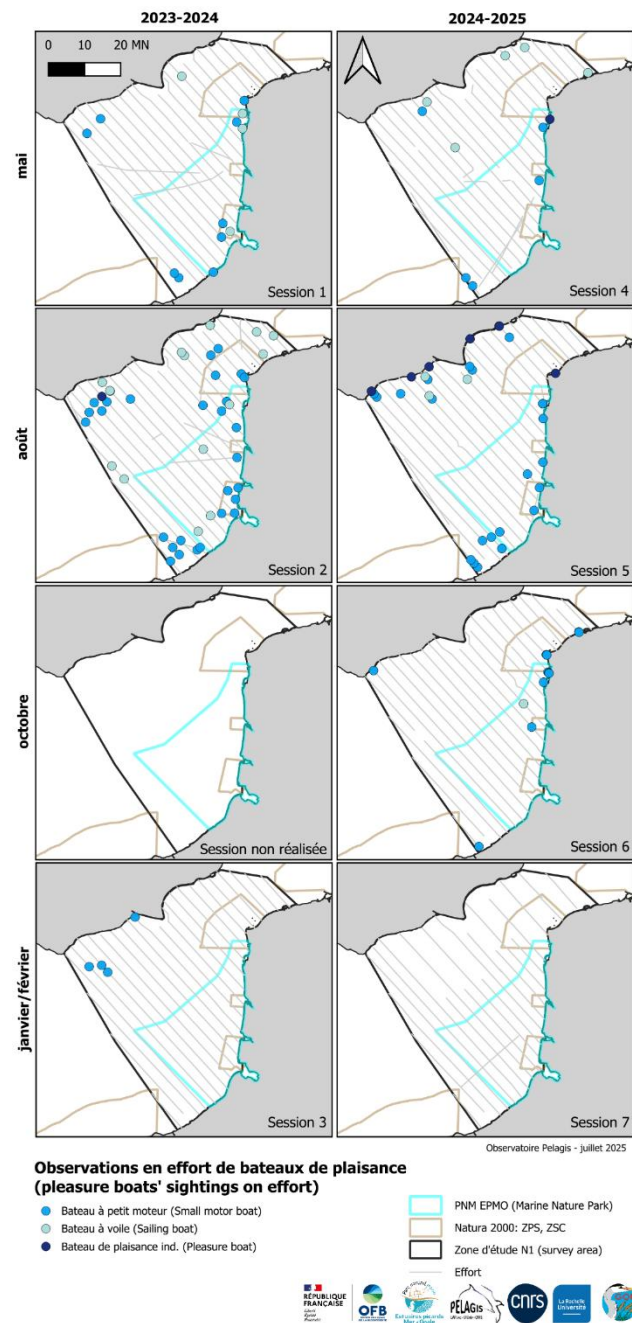 2023-2024
2024-2025
0 10 20 MN
mai
Session 1
Session 4
août
Session 2
Session 5
octobre
Session non réalisée
Session 6
janvier/février
Session 3
Session 7
Observatoire Pelagis - juillet 2025
Observations en effort de bateaux de plaisance
(pleasure boats' sightings on effort)
Bateau à petit moteur (Small motor boat)
Bateau à voile (Sailing boat)
Bateau de plaisance ind. (Pleasure boat)
PNM EPMO (Marine Nature Park)
Natura 2000: ZPS, ZSC
Zone d'étude N1 (survey area)
Effort
RÉPUBLIQUE
FRANÇAISE
OFB
PELAGIS
cnrs
La Rochelle
Université